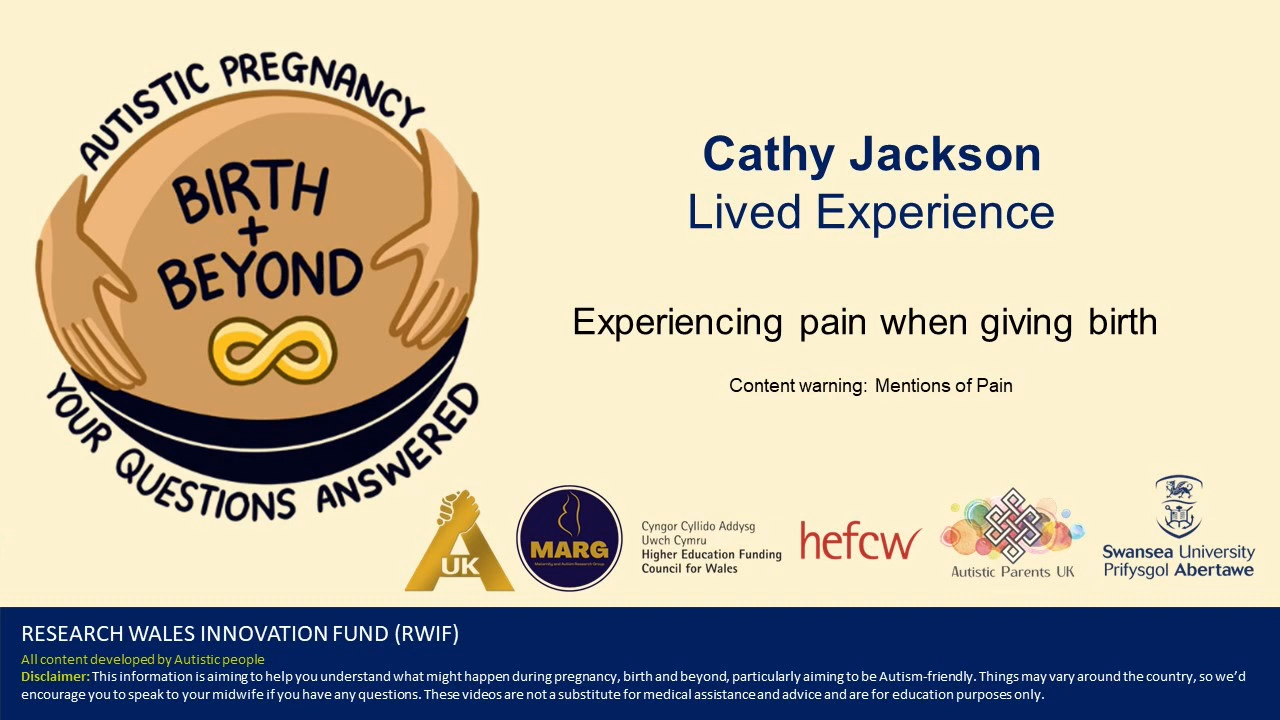 AUTISTIC PREGNANCY
BIRTH
+
BEYOND
YOUR QUESTIONS ANSWERED
Cathy Jackson
Lived Experience
Experiencing pain when giving birth
Content warning: Mentions of Pain
UK
MARG
Maternity and Autism Research Group
Cyngor Cyllido Addysg
Uwch Cymru
Higher Education Funding
Council for Wales
hefcw
Autistic Parents UK
Swansea University
Prifysgol Abertawe
RESEARCH WALES INNOVATION FUND (RWIF)
All content developed by Autistic people
Disclaimer: This information is aiming to help you understand what might happen during pregnancy, birth and beyond, particularly aiming to be Autism-friendly. Things may vary around the country, so we’d
encourage you to speak to your midwife if you have any questions. These videos are not a substitute for medical assistance and advice and are for education purposes only.